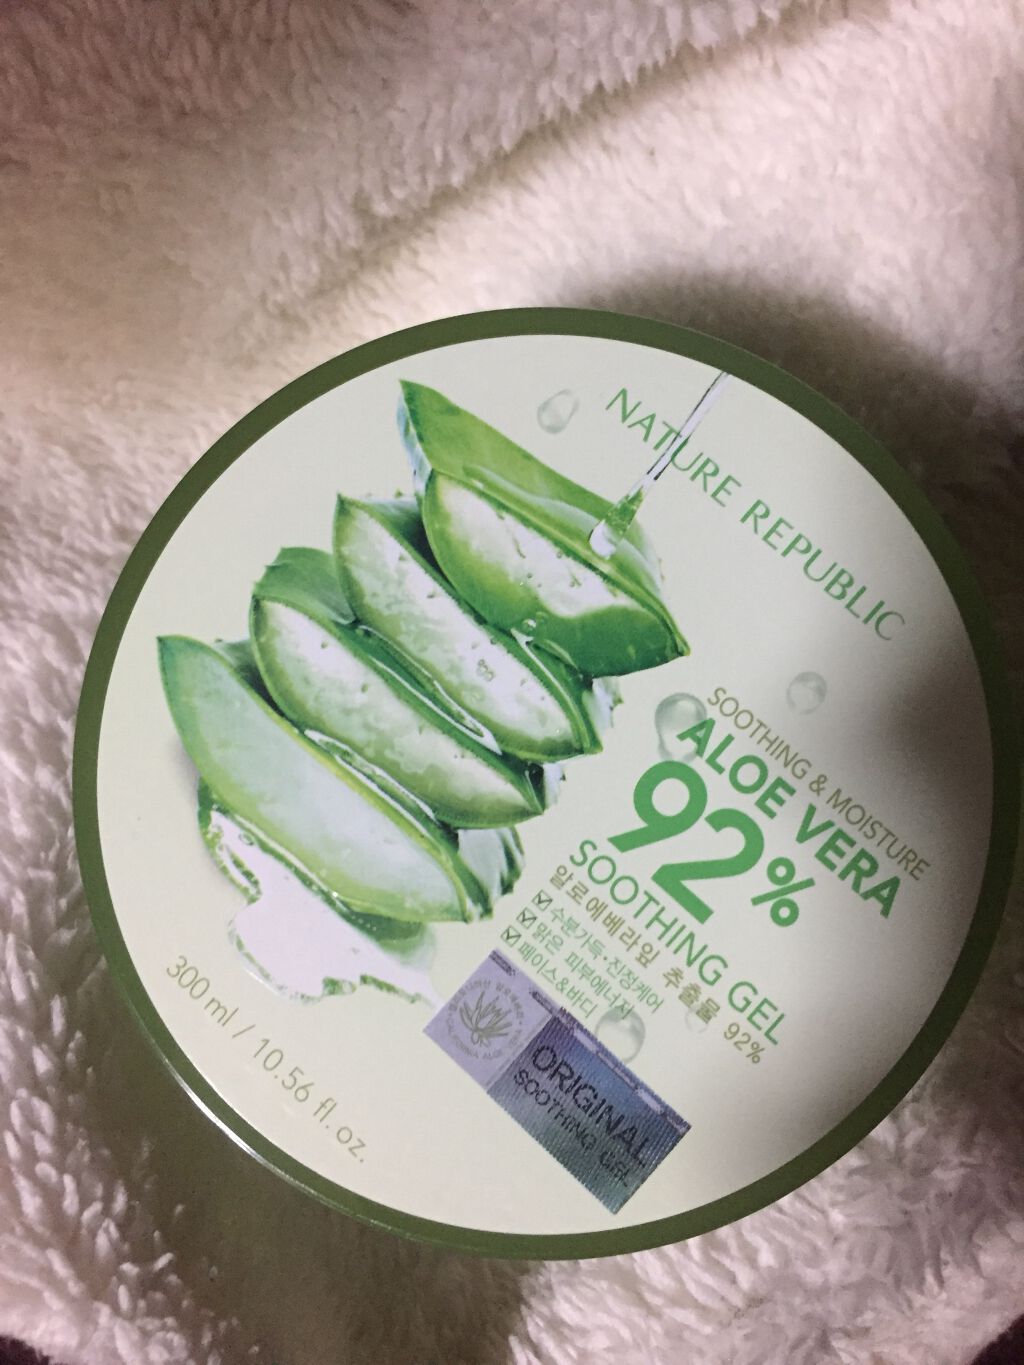 NATURE REPUBLIC
SOOTHING & MOISTURE
ALOE VERA
92%
SOOTHING GEL
알로에베라잎 추출물 92%
수분가득•진정케어
맑은 피부에너지
페이스&바디
ORIGINAL
SOOTHING GEL
300 ml / 10.56 fl. oz.